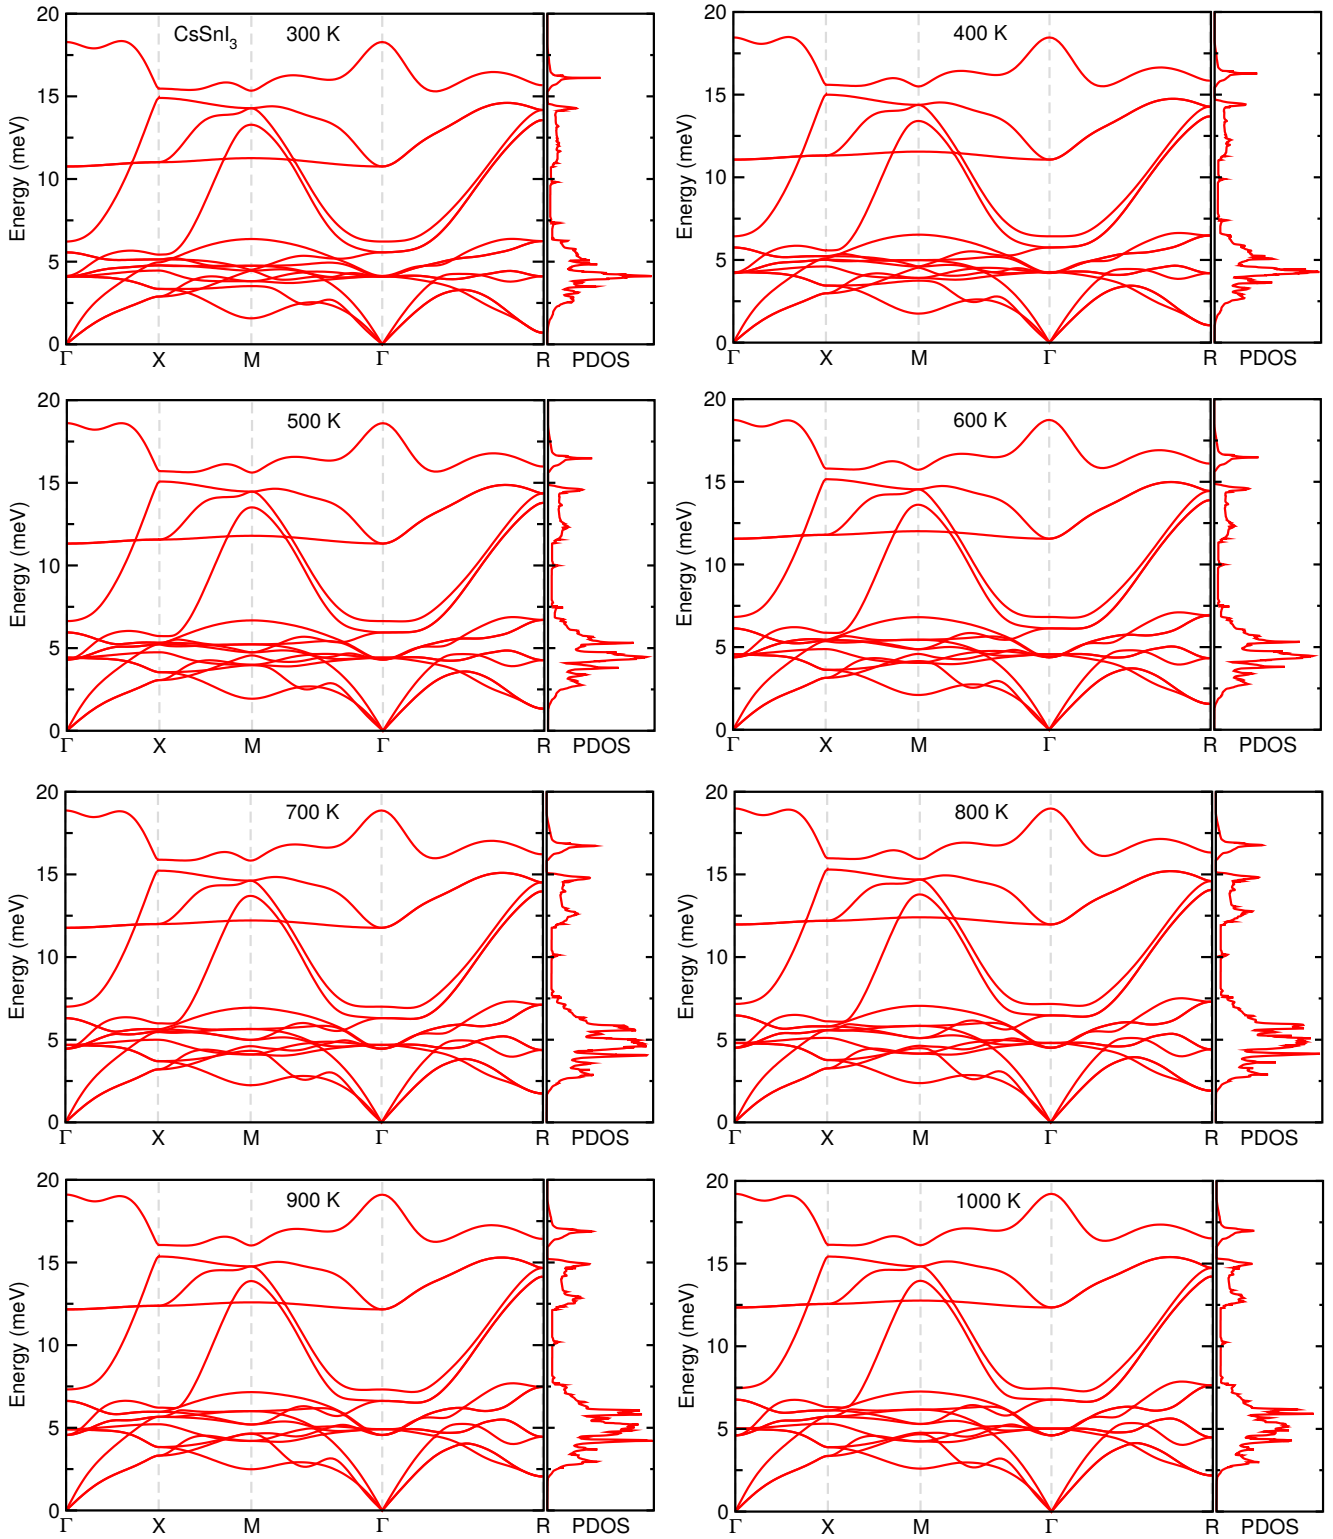 CsSnI3 300 K
Energy (meV)
20
15
10
5
0
Γ X M Γ R PDOS
400 K
Energy (meV)
20
15
10
5
0
Γ X M Γ R PDOS
500 K
Energy (meV)
20
15
10
5
0
Γ X M Γ R PDOS
600 K
Energy (meV)
20
15
10
5
0
Γ X M Γ R PDOS
700 K
Energy (meV)
20
15
10
5
0
Γ X M Γ R PDOS
800 K
Energy (meV)
20
15
10
5
0
Γ X M Γ R PDOS
900 K
Energy (meV)
20
15
10
5
0
Γ X M Γ R PDOS
1000 K
Energy (meV)
20
15
10
5
0
Γ X M Γ R PDOS